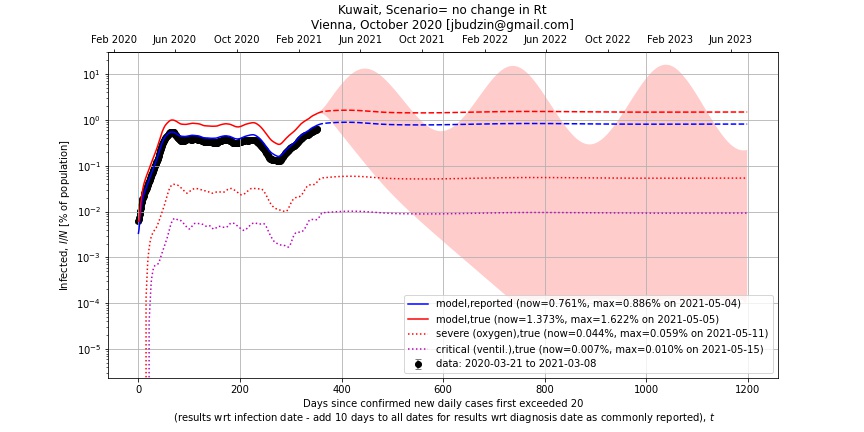 Kuwait, Scenario= no change in Rt
Vienna, October 2020 [jbudzin@gmail.com]
Feb 2020 Jun 2020 Oct 2020 Feb 2021 Jun 2021 Oct 2021 Feb 2022 Jun 2022 Oct 2022 Feb 2023 Jun 2023
Infected, I/N [% of population]
10^1
10^0
10^-1
10^-2
10^-3
10^-4
10^-5
model,reported (now=0.761%, max=0.886% on 2021-05-04)
model,true (now=1.373%, max=1.622% on 2021-05-05)
severe (oxygen),true (now=0.044%, max=0.059% on 2021-05-11)
critical (ventil.),true (now=0.007%, max=0.010% on 2021-05-15)
data: 2020-03-21 to 2021-03-08
0 200 400 600 800 1000 1200
Days since confirmed new daily cases first exceeded 20
(results wrt infection date - add 10 days to all dates for results wrt diagnosis date as commonly reported), t